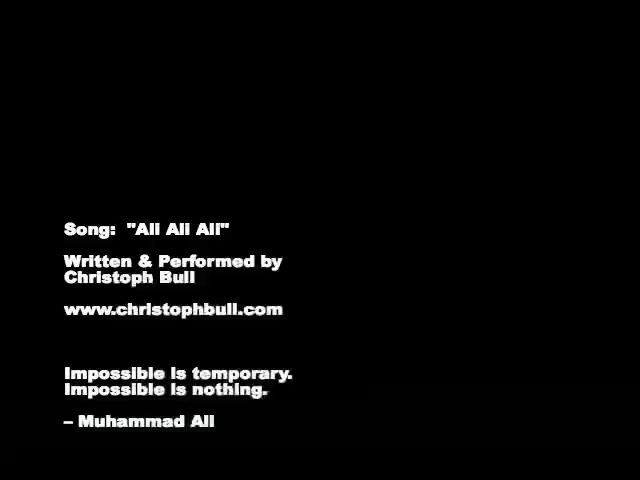 Song:  "Ali Ali Ali"
Written & Performed by
Christoph Bull
www.christophbull.com
Impossible is temporary.
Impossible is nothing.
– Muhammad Ali